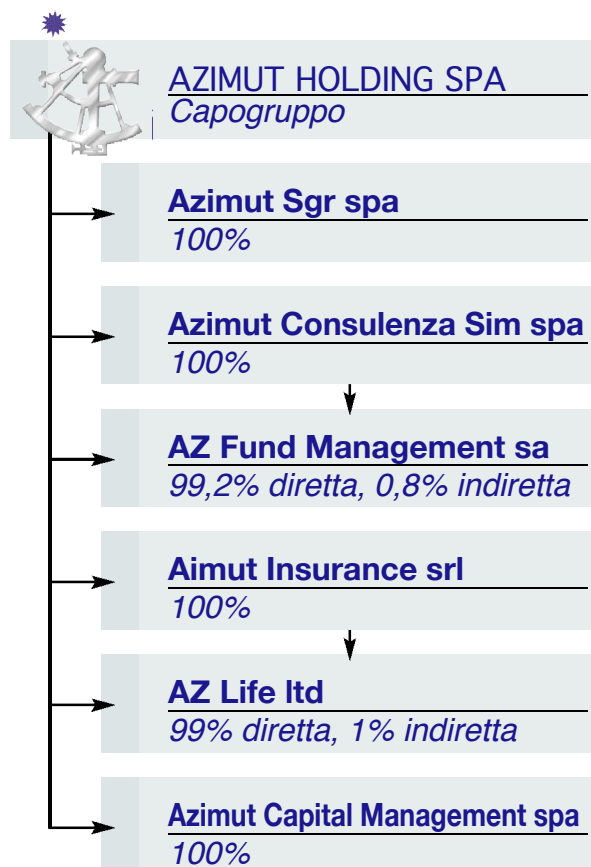 AZIMUT HOLDING SPA
Capogruppo
Azimut Sgr spa
100%
Azimut Consulenza Sim spa
100%
AZ Fund Management sa
99,2% diretta, 0,8% indiretta
Aimut Insurance srl
100%
AZ Life ltd
99% diretta, 1% indiretta
Azimut Capital Management spa
100%